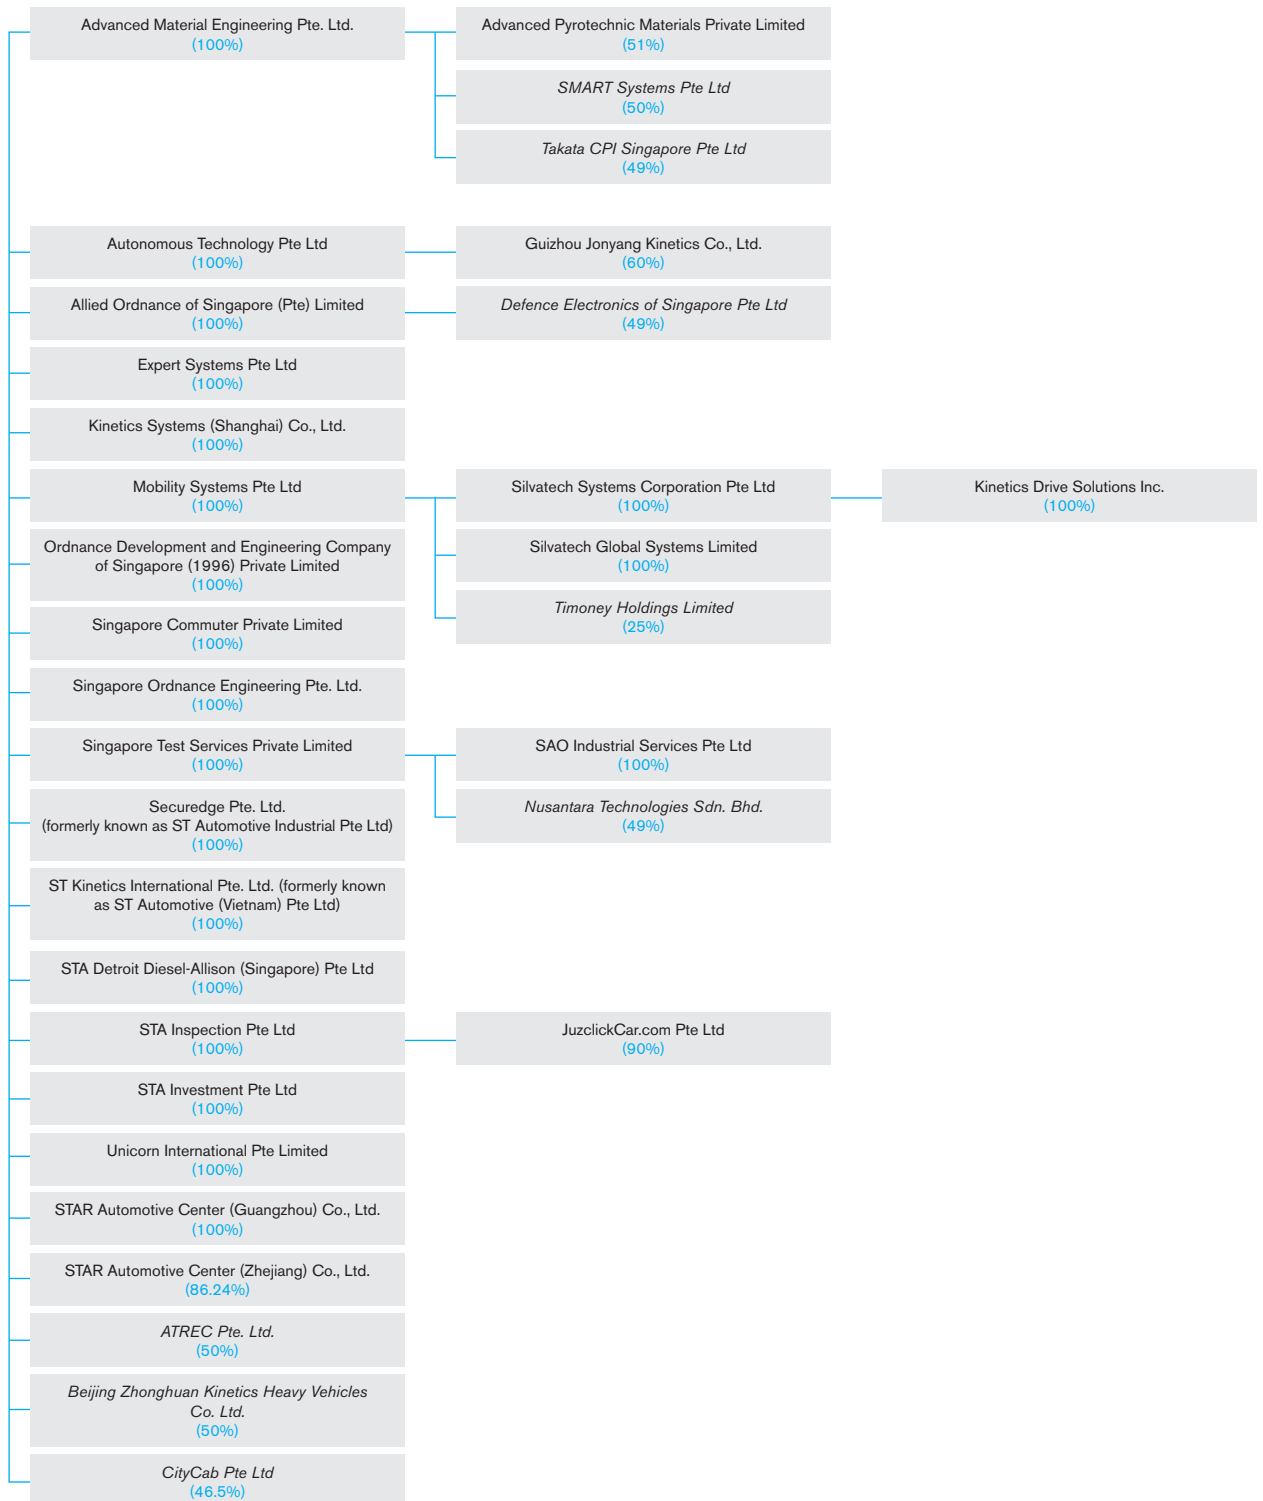 Advanced Material Engineering Pte. Ltd.
(100%)
Advanced Pyrotechnic Materials Private Limited
(51%)
SMART Systems Pte Ltd
(50%)
Takata CPI Singapore Pte Ltd
(49%)
Autonomous Technology Pte Ltd
(100%)
Guizhou Jonyang Kinetics Co., Ltd.
(60%)
Allied Ordnance of Singapore (Pte) Limited
(100%)
Defence Electronics of Singapore Pte Ltd
(49%)
Expert Systems Pte Ltd
(100%)
Kinetics Systems (Shanghai) Co., Ltd.
(100%)
Mobility Systems Pte Ltd
(100%)
Silvatech Systems Corporation Pte Ltd
(100%)
Kinetics Drive Solutions Inc.
(100%)
Silvatech Global Systems Limited
(100%)
Timoney Holdings Limited
(25%)
Ordnance Development and Engineering Company
of Singapore (1996) Private Limited
(100%)
Singapore Commuter Private Limited
(100%)
Singapore Ordnance Engineering Pte. Ltd.
(100%)
Singapore Test Services Private Limited
(100%)
SAO Industrial Services Pte Ltd
(100%)
Nusantara Technologies Sdn. Bhd.
(49%)
Securedge Pte. Ltd.
(formerly known as ST Automotive Industrial Pte Ltd)
(100%)
ST Kinetics International Pte. Ltd. (formerly known
as ST Automotive (Vietnam) Pte Ltd)
(100%)
STA Detroit Diesel-Allison (Singapore) Pte Ltd
(100%)
STA Inspection Pte Ltd
(100%)
JuzclickCar.com Pte Ltd
(90%)
STA Investment Pte Ltd
(100%)
Unicorn International Pte Limited
(100%)
STAR Automotive Center (Guangzhou) Co., Ltd.
(100%)
STAR Automotive Center (Zhejiang) Co., Ltd.
(86.24%)
ATREC Pte. Ltd.
(50%)
Beijing Zhonghuan Kinetics Heavy Vehicles
Co. Ltd.
(50%)
CityCab Pte Ltd
(46.5%)